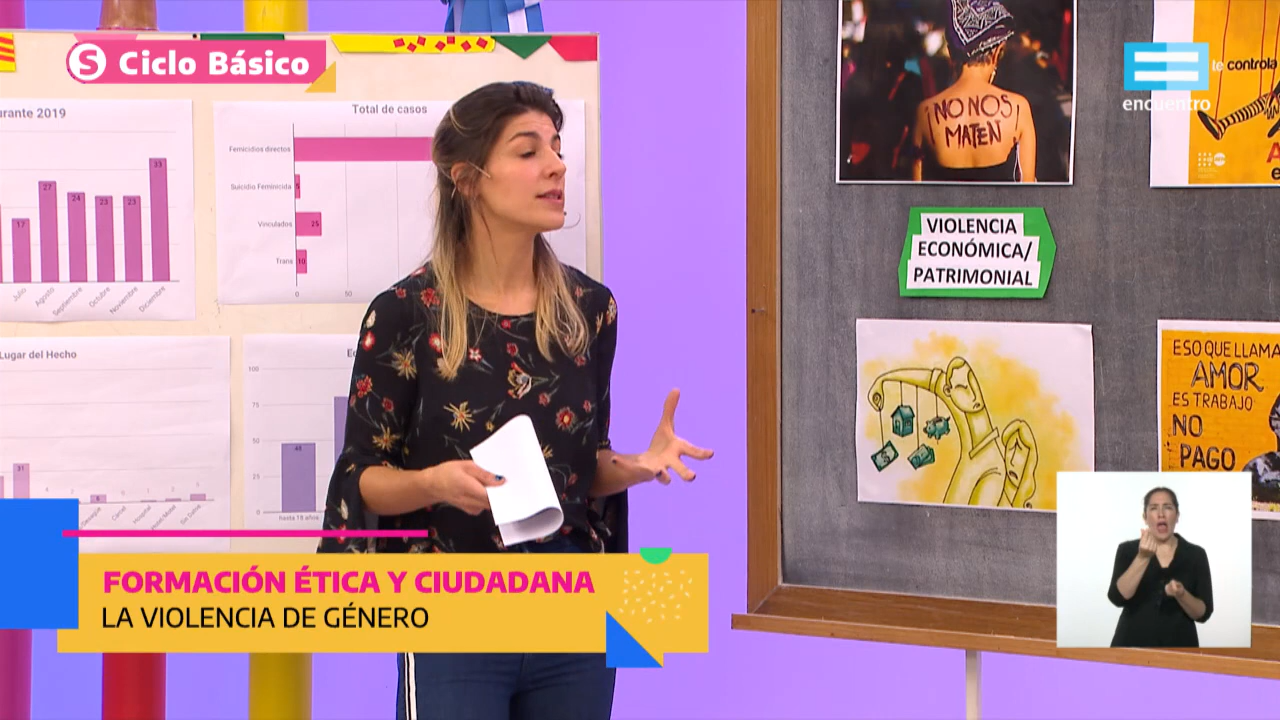 S Ciclo Básico
urante 2019
17
27
24
23
23
33
Julio
Agosto
Septiembre
Octubre
Noviembre
Diciembre
Total de casos
Femicidios directos
Suicidio Feminicida
5
Vinculados
25
Trans
10
0
50
Lugar del Hecho
31
100
75
50
25
0
48
hasta 18 años
¡NO NOS
MATEN
te controla
encuentro
VIOLENCIA
ECONÓMICA/
PATRIMONIAL
ESO QUE LLAMA
AMOR
ES TRABAJO
NO
PAGO
FORMACIÓN ÉTICA Y CIUDADANA
LA VIOLENCIA DE GÉNERO